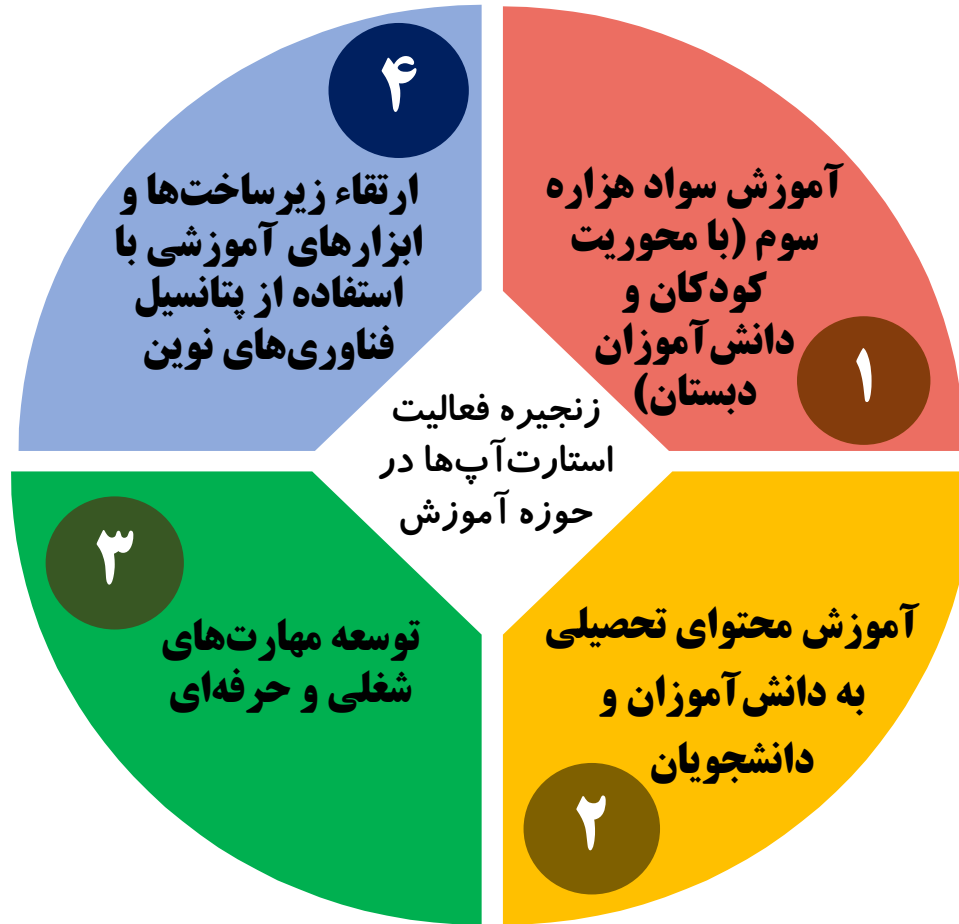 ۱
آموزش سواد هزاره
سوم (با محوریت
کودکان و
دانش‌آموزان
دبستان)
۲
آموزش محتوای تحصیلی
به دانش‌آموزان و
دانشجویان
۳
توسعه مهارت‌های
شغلی و حرفه‌ای
۴
ارتقاء زیرساخت‌ها و
ابزارهای آموزشی با
استفاده از پتانسیل
فناوری‌های نوین
زنجیره فعالیت
استارت‌آپ‌ها در
حوزه آموزش